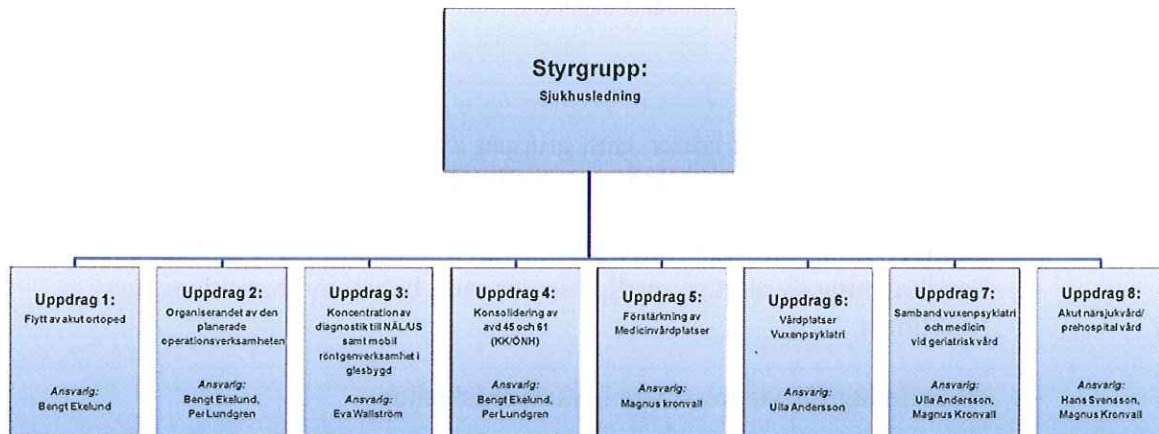 Styrgrupp:
Sjukhusledning
Uppdrag 1:
Flytt av akut ortoped
Ansvarig:
Bengt Ekelund
Uppdrag 2:
Organiserandet av den
planerade
operationsverksamheten
Ansvarig:
Bengt Ekelund,
Per Lundgren
Uppdrag 3:
Koncentration av
diagnostik till NÄL/US
samt mobil
röntgenverksamhet i
glesbygd
Ansvarig:
Eva Wallström
Uppdrag 4:
Konsolidering av
avd 45 och 61
(KK/ÖNH)
Ansvarig:
Bengt Ekelund,
Per Lundgren
Uppdrag 5:
Förstärkning av
Medicinvårdplatser
Ansvarig:
Magnus kronvall
Uppdrag 6:
Vårdplatser
Vuxenpsykiatri
Ansvarig:
Ulla Andersson
Uppdrag 7:
Samband vuxenpsykiatri
och medicin
vid geriatrisk vård
Ansvarig:
Ulla Andersson,
Magnus Kronvall
Uppdrag 8:
Akut närsjukvård/
prehospital vård
Ansvarig:
Hans Svensson,
Magnus Kronvall